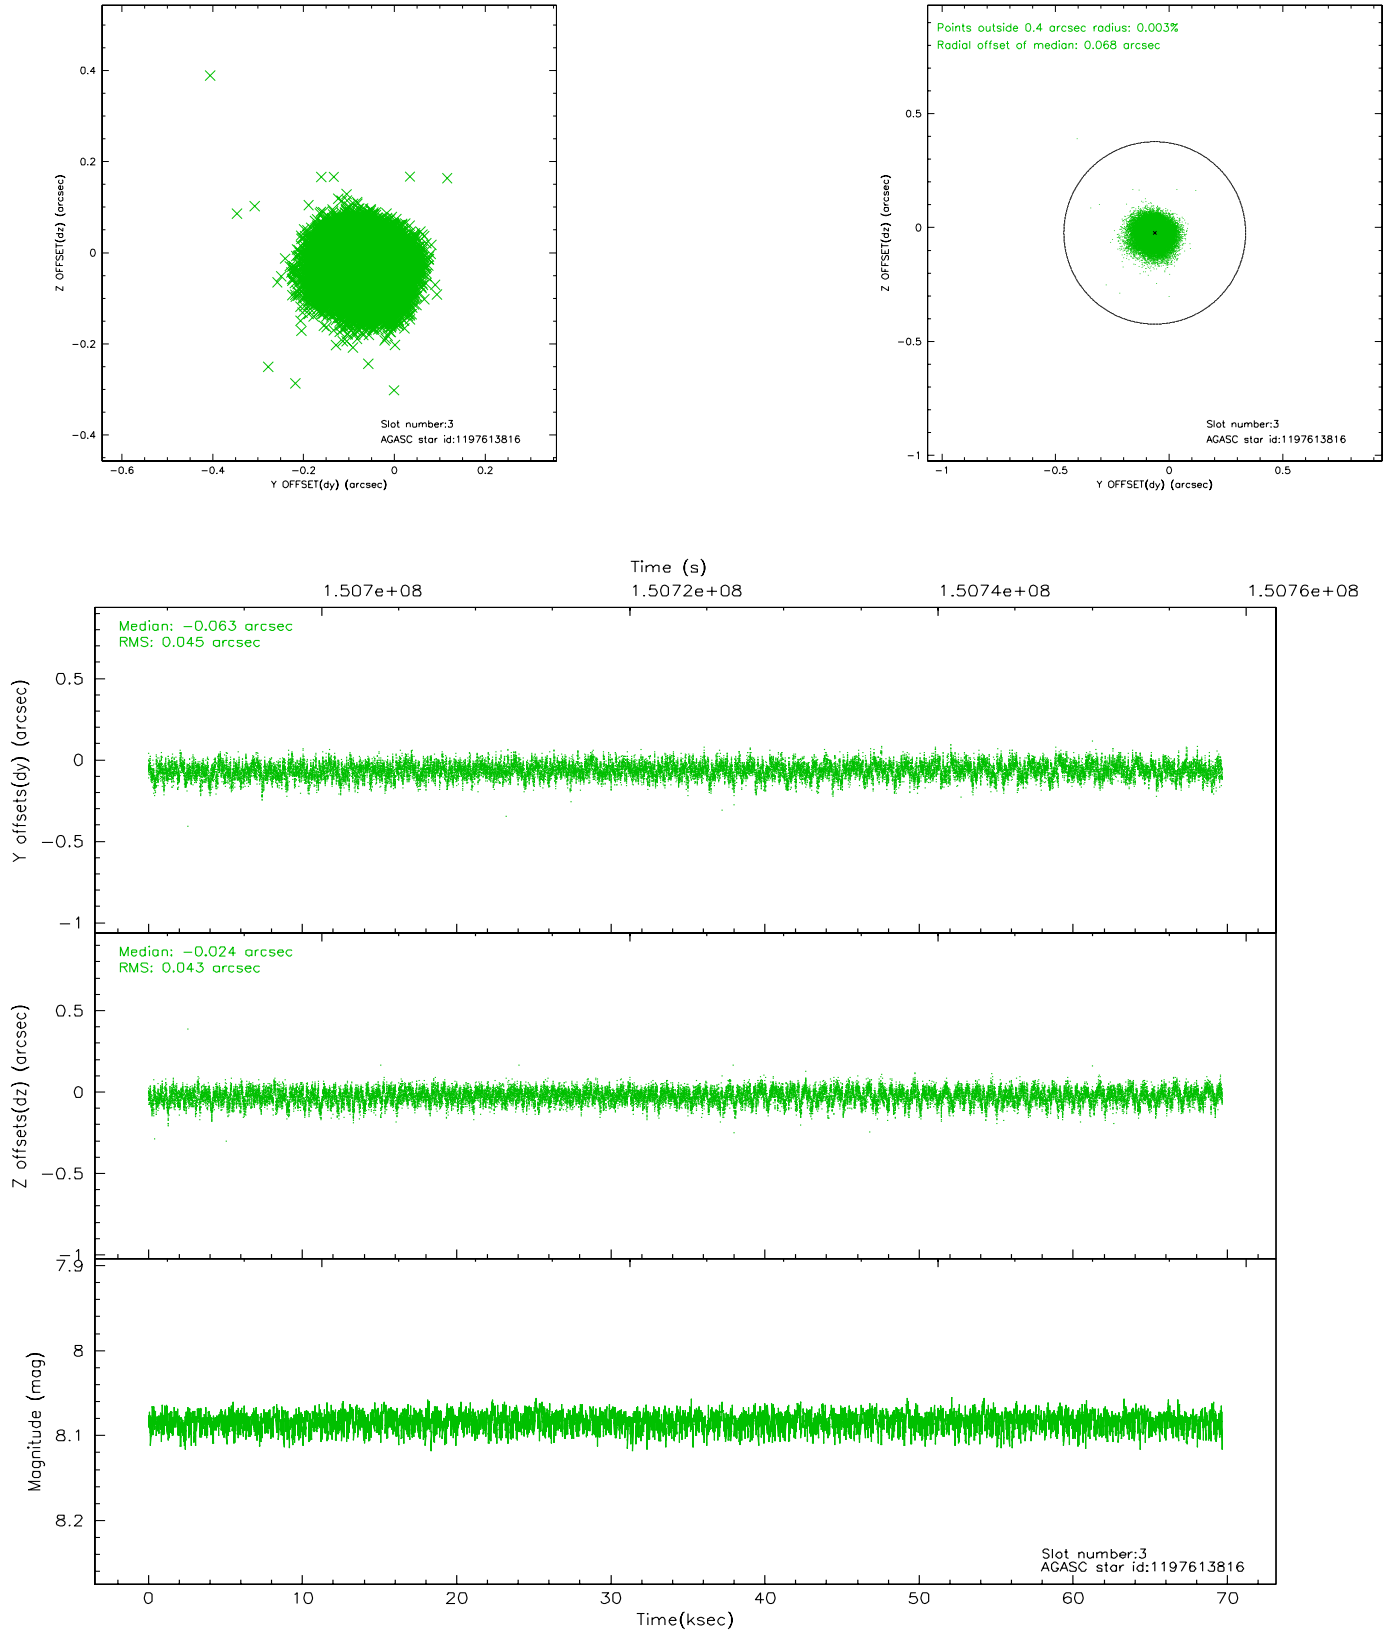 0.4
0.2
0
−0.2
−0.4
Z OFFSET(dz) (arcsec)
Slot number:3
AGASC star id:1197613816
−0.6 −0.4 −0.2 0 0.2
Y OFFSET(dy) (arcsec)
Points outside 0.4 arcsec radius: 0.003%
Radial offset of median: 0.068 arcsec
0.5
0
−0.5
−1
Z OFFSET(dz) (arcsec)
Slot number:3
AGASC star id:1197613816
−1 −0.5 0 0.5
Y OFFSET(dy) (arcsec)
Time (s)
1.507e+08 1.5072e+08 1.5074e+08 1.5076e+08
Median: −0.063 arcsec
RMS: 0.045 arcsec
0.5
0
−0.5
−1
Y offsets(dy) (arcsec)
Median: −0.024 arcsec
RMS: 0.043 arcsec
0.5
0
−0.5
−1
Z offsets(dz) (arcsec)
7.9
8
8.1
8.2
Magnitude (mag)
Slot number:3
AGASC star id:1197613816
0 10 20 30 40 50 60 70
Time(ksec)